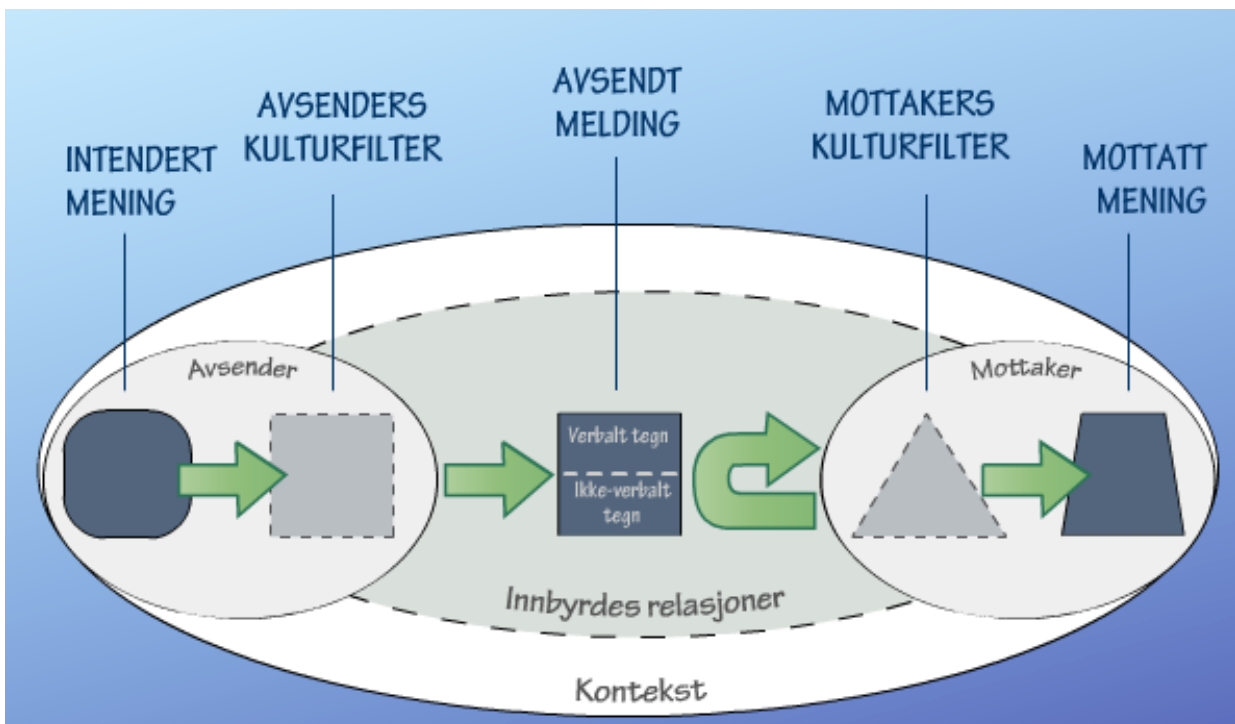 INTENDERT
MENING
AVSENDERS
KULTURFILTER
AVSENDT
MELDING
MOTTAKERS
KULTURFILTER
MOTTATT
MENING
Avsender
Mottaker
Verbalt tegn
Ikke-verbalt
tegn
Innbyrdes relasjoner
Kontekst